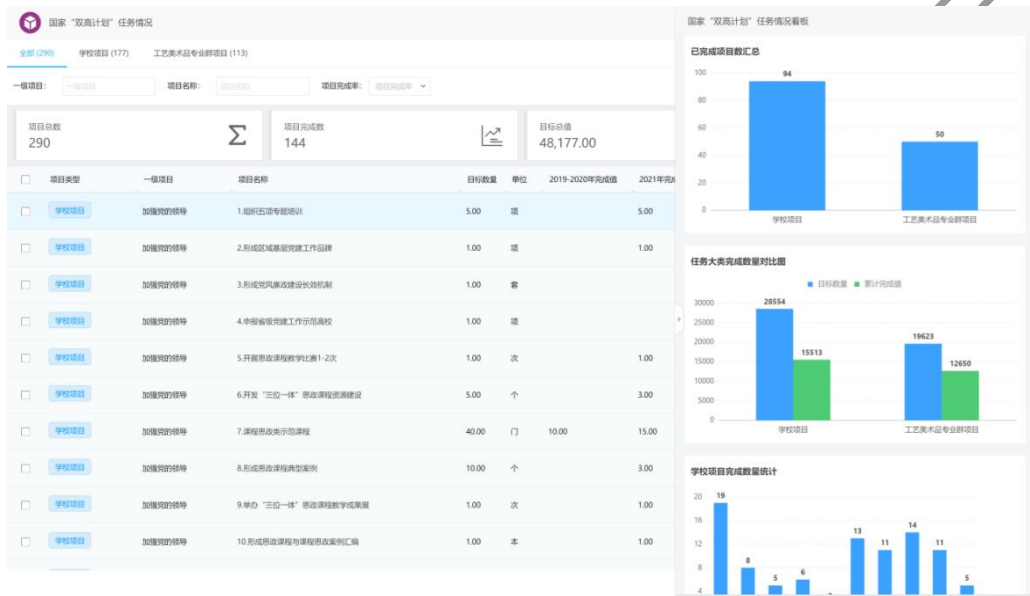 国家“双高计划”任务情况
全部 (290) 学校项目 (177) 工艺美术品专业群项目 (113)
一级项目: 一级项目 项目名称: 项目名称 项目完成率: 项目完成率
项目总数
290
项目完成数
144
目标总值
48,177.00
项目类型 一级项目 项目名称 目标数量 单位 2019-2020年完成值 2021年完
学校项目 加强党的领导 1.组织五项专题培训 5.00 项 5.00
学校项目 加强党的领导 2.形成区域基层党建工作品牌 1.00 项 1.00
学校项目 加强党的领导 3.形成党风廉政建设长效机制 1.00 套
学校项目 加强党的领导 4.申报省级党建工作示范高校 1.00 项
学校项目 加强党的领导 5.开展思政课程教学比赛1-2次 1.00 次 1.00
学校项目 加强党的领导 6.开发“三位一体”思政课程资源建设 5.00 个 3.00
学校项目 加强党的领导 7.课程思政类示范课程 40.00 门 10.00 15.00
学校项目 加强党的领导 8.形成思政课程典型案例 10.00 个 3.00
学校项目 加强党的领导 9.举办“三位一体”思政课程教学成果展 1.00 次 1.00
学校项目 加强党的领导 10.形成思政课程与课程思政案例汇编 1.00 本 1.00
国家“双高计划”任务情况看板
已完成项目数汇总
100
80
60
40
20
0
94
50
学校项目 工艺美术品专业群项目
任务大类完成数量对比图
目标数量 累计完成值
30000
25000
20000
15000
10000
5000
0
28554
15513
19623
12650
学校项目 工艺美术品专业群项目
学校项目完成数量统计
20
16
12
8
4
19
8
5
6
13
11
14
11
5